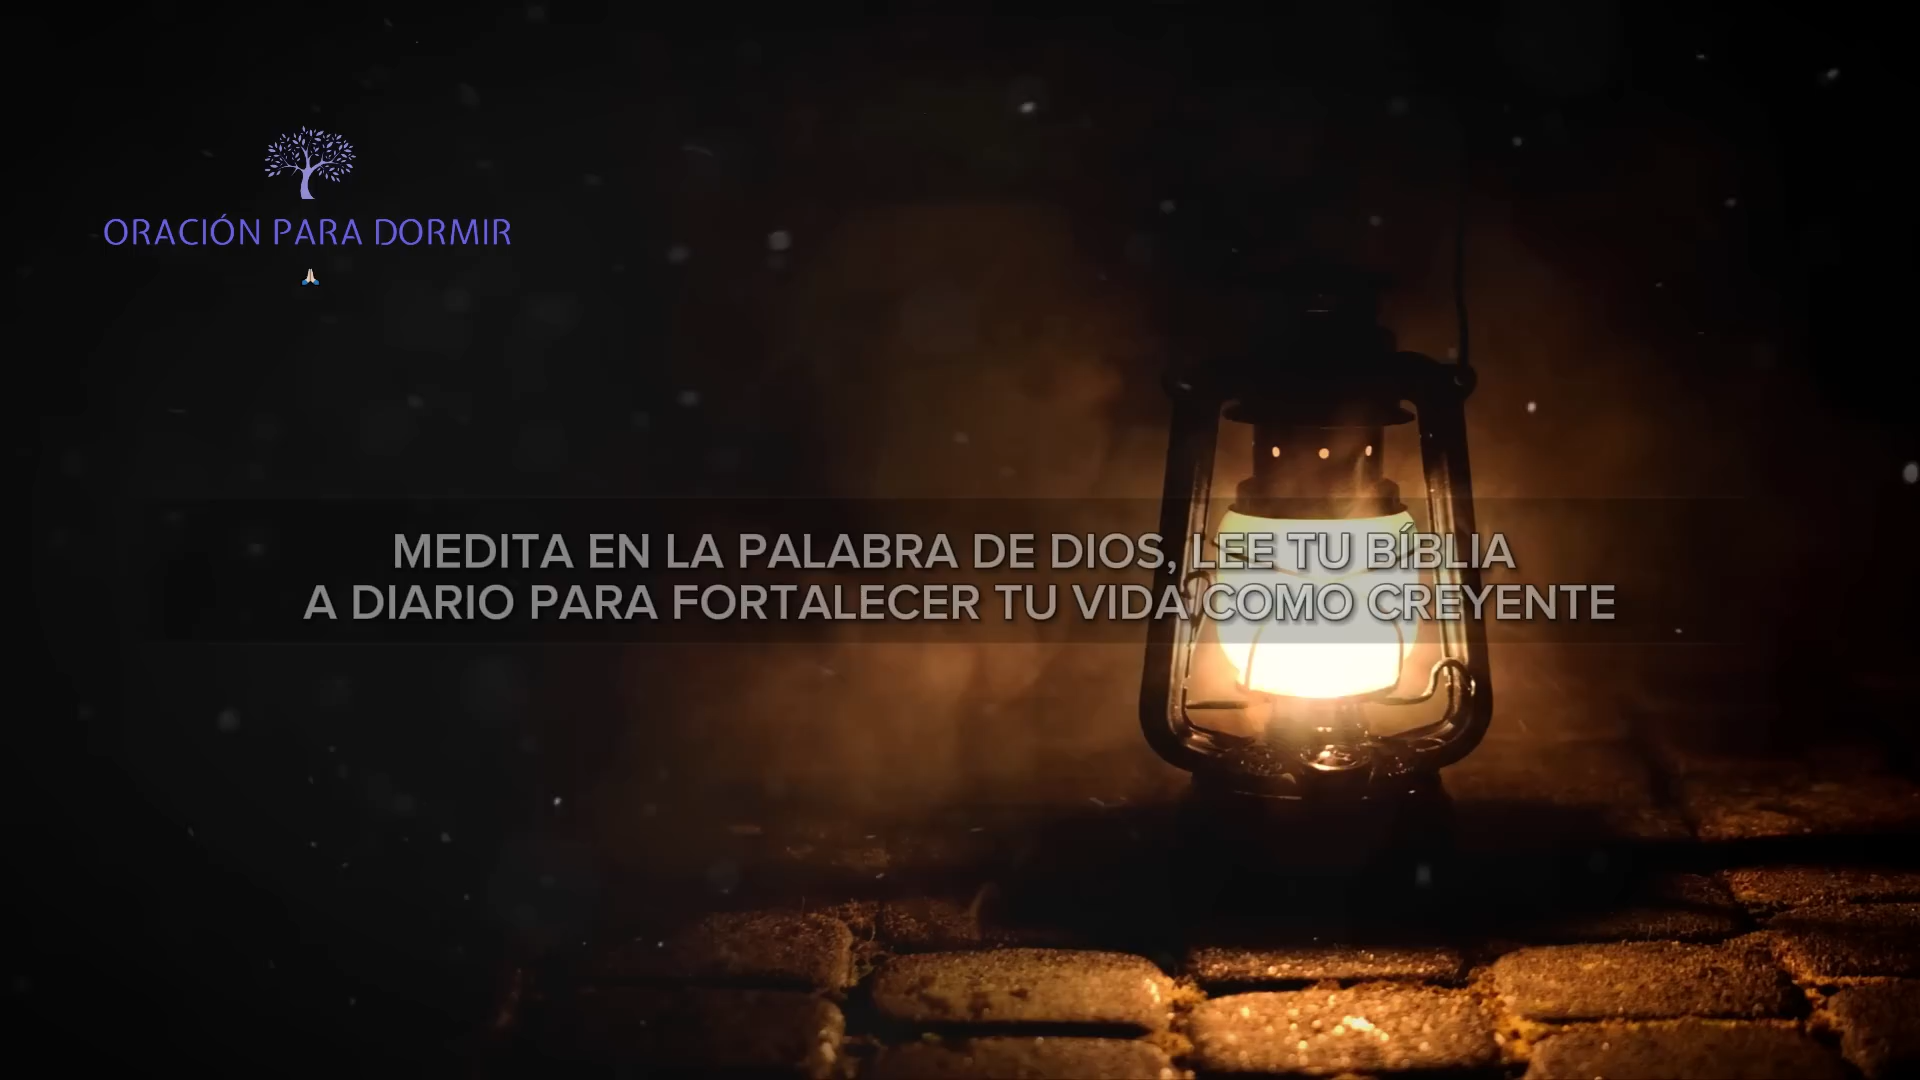 ORACIÓN PARA DORMIR
MEDITA EN LA PALABRA DE DIOS, LEE TU BÍBLIA
A DIARIO PARA FORTALECER TU VIDA COMO CREYENTE